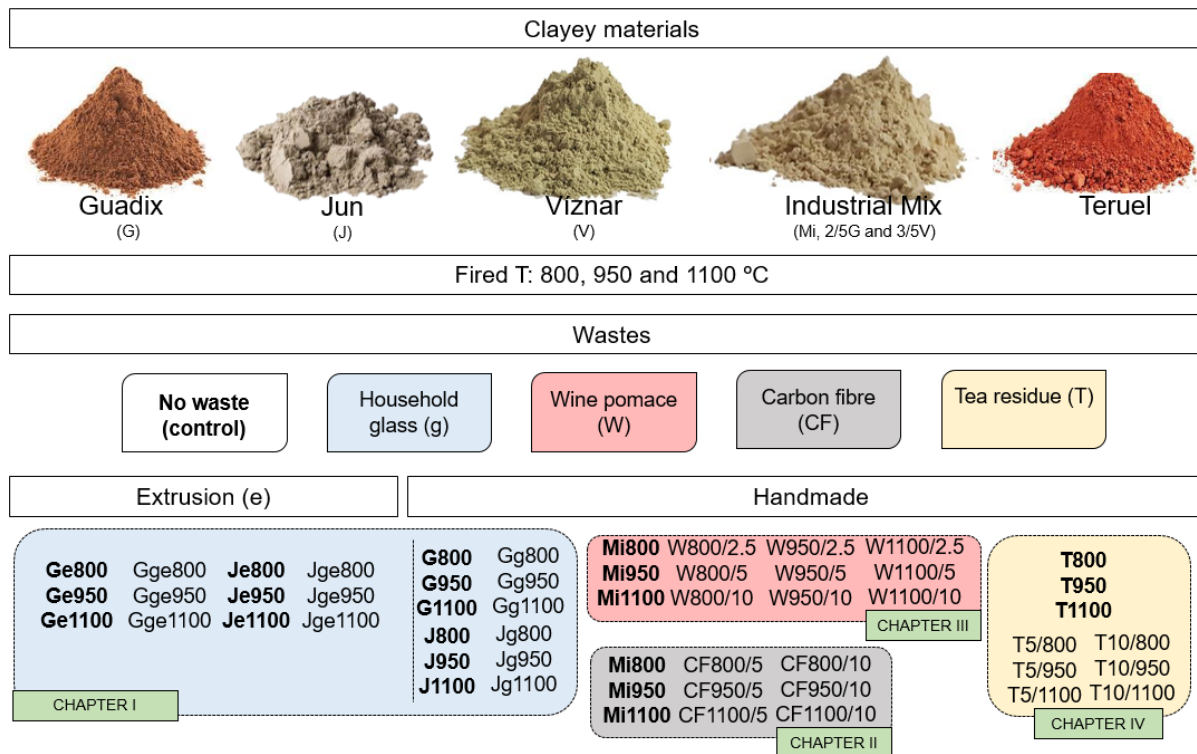 Clayey materials
Guadix
(G)
Jun
(J)
Víznar
(V)
Industrial Mix
(Mi, 2/5G and 3/5V)
Teruel
Fired T: 800, 950 and 1100 ºC
Wastes
No waste
(control)
Household
glass (g)
Wine pomace
(W)
Carbon fibre
(CF)
Tea residue (T)
Extrusion (e)
Handmade
Ge800 Gge800 Je800 Jge800
Ge950 Gge950 Je950 Jge950
Ge1100 Gge1100 Je1100 Jge1100
G800 Gg800
G950 Gg950
G1100 Gg1100
J800 Jg800
J950 Jg950
J1100 Jg1100
CHAPTER I
Mi800 W800/2.5 W950/2.5 W1100/2.5
Mi950 W800/5 W950/5 W1100/5
Mi1100 W800/10 W950/10 W1100/10
CHAPTER III
Mi800 CF800/5 CF800/10
Mi950 CF950/5 CF950/10
Mi1100 CF1100/5 CF1100/10
CHAPTER II
T800
T950
T1100
T5/800 T10/800
T5/950 T10/950
T5/1100 T10/1100
CHAPTER IV